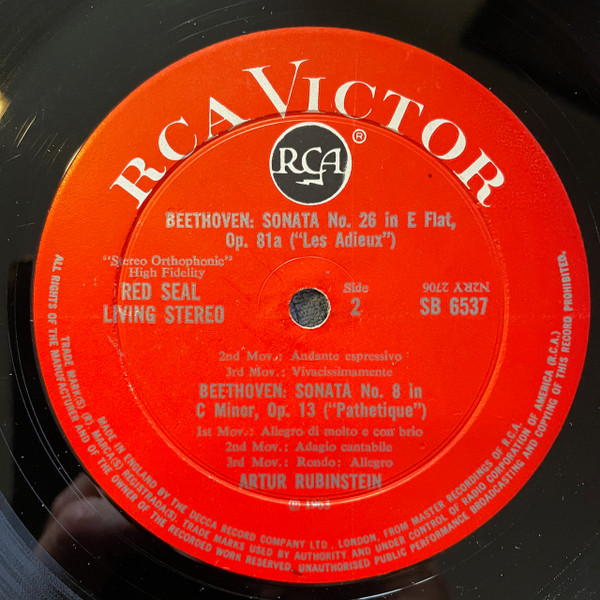 RCA VICTOR
RCA ®
BEETHOVEN: SONATA No. 26 in E Flat,
Op. 81a ("Les Adieux")
"Stereo Orthophonic"
High Fidelity
RED SEAL
LIVING STEREO
Side
2
N2RY 2706
SB 6537
2nd Mov.: Andante espressivo
3rd Mov.: Vivacissimamente
BEETHOVEN: SONATA No. 8 in
C Minor, Op. 13 ("Pathetique")
1st Mov.: Allegro di molto e con brio
2nd Mov.: Adagio cantabile
3rd Mov.: Rondo: Allegro
ARTUR RUBINSTEIN
ALL RIGHTS OF THE MANUFACTURER AND OF THE OWNER OF THE RECORDED WORK RESERVED. UNAUTHORISED PUBLIC PERFORMANCE BROADCASTING AND COPYING OF THIS RECORD PROHIBITED.
TRADE MARK(S) (R). MARCA(S) REGISTRADA(S). TRADE MARKS USED BY AUTHORITY AND UNDER CONTROL OF RADIO CORPORATION OF AMERICA (R.C.A.)
MADE IN ENGLAND BY THE DECCA RECORD COMPANY LTD., LONDON, FROM MASTER RECORDINGS OF R.C.A.